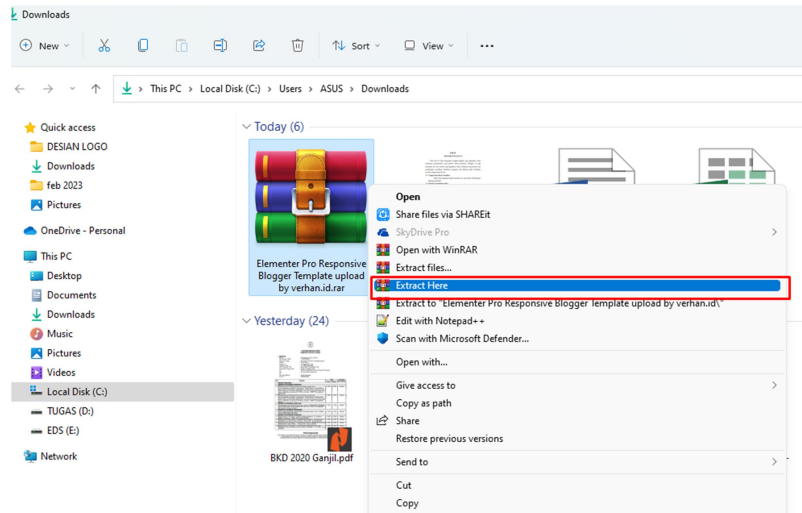 Downloads
New
Sort
View
This PC > Local Disk (C:) > Users > ASUS > Downloads
Quick access
DESIAN LOGO
Downloads
feb 2023
Pictures
OneDrive - Personal
This PC
Desktop
Documents
Downloads
Music
Pictures
Videos
Local Disk (C:)
TUGAS (D:)
EDS (E:)
Network
Today (6)
Elementer Pro Responsive
Blogger Template upload
by verhan.id.rar
Yesterday (24)
BKD 2020 Ganjil.pdf
Open
Share files via SHAREit
SkyDrive Pro
Open with WinRAR
Extract files...
Extract Here
Extract to "Elementer Pro Responsive Blogger Template upload by verhan.id\"
Edit with Notepad++
Scan with Microsoft Defender...
Open with...
Give access to
Copy as path
Share
Restore previous versions
Send to
Cut
Copy